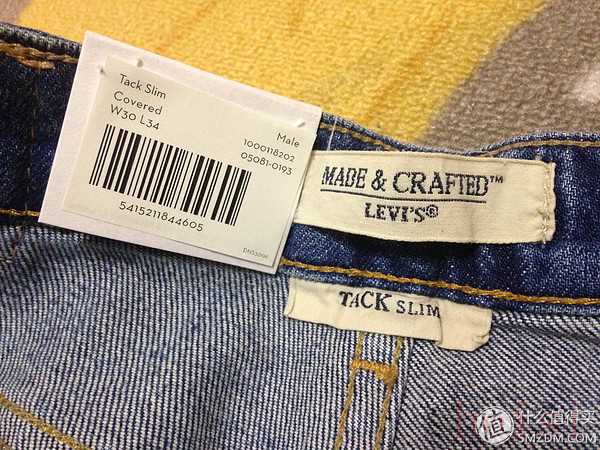 Tack Slim
Covered
W30 L34
Male
1000118202
05081-0193
5415211844605
MADE & CRAFTED™
LEVI'S®
TACK SLIM
值 什么值得买
SMZDM.COM